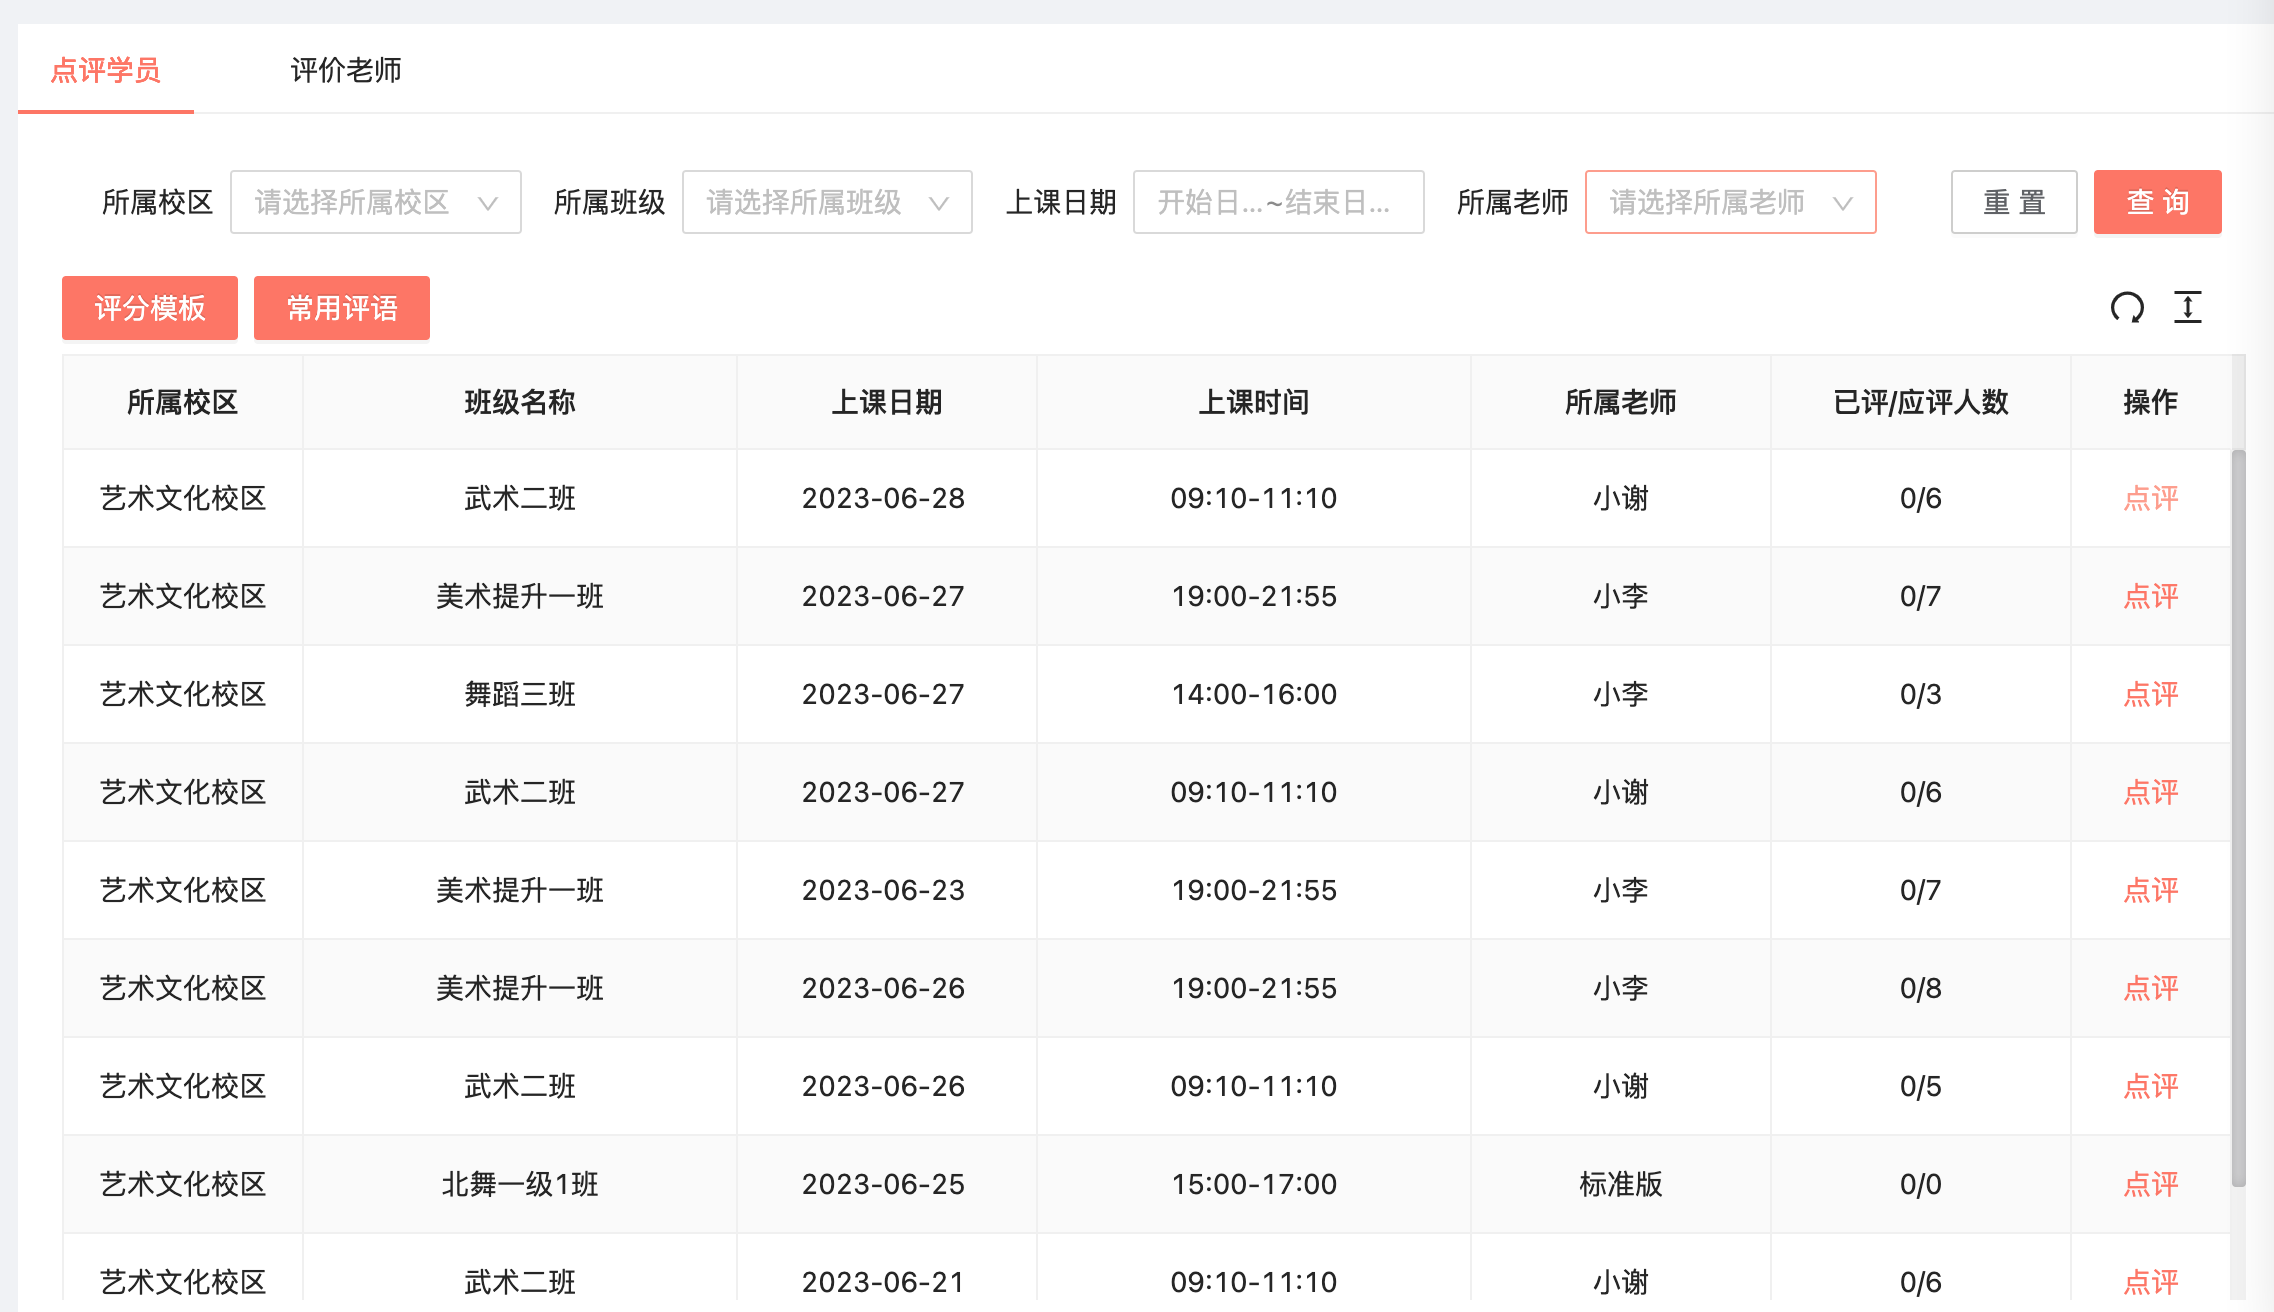 点评学员 评价老师
所属校区 请选择所属校区 所属班级 请选择所属班级 上课日期 开始日...~结束日... 所属老师 请选择所属老师 重 置 查 询
评分模板 常用评语
所属校区 班级名称 上课日期 上课时间 所属老师 已评/应评人数 操作
艺术文化校区 武术二班 2023-06-28 09:10-11:10 小谢 0/6 点评
艺术文化校区 美术提升一班 2023-06-27 19:00-21:55 小李 0/7 点评
艺术文化校区 舞蹈三班 2023-06-27 14:00-16:00 小李 0/3 点评
艺术文化校区 武术二班 2023-06-27 09:10-11:10 小谢 0/6 点评
艺术文化校区 美术提升一班 2023-06-23 19:00-21:55 小李 0/7 点评
艺术文化校区 美术提升一班 2023-06-26 19:00-21:55 小李 0/8 点评
艺术文化校区 武术二班 2023-06-26 09:10-11:10 小谢 0/5 点评
艺术文化校区 北舞一级1班 2023-06-25 15:00-17:00 标准版 0/0 点评
艺术文化校区 武术二班 2023-06-21 09:10-11:10 小谢 0/6 点评